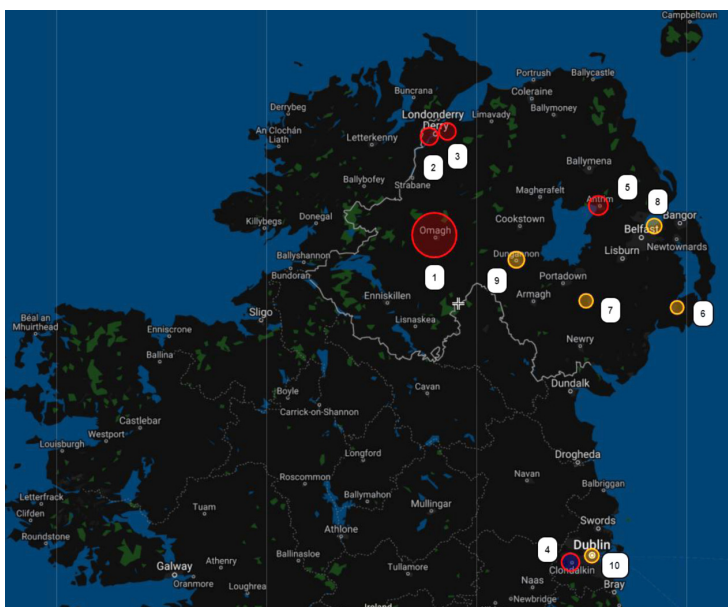 Campbeltown
Portrush
Ballycastle
Buncrana
Coleraine
Derrybeg
Londonderry
Derry
Limavady
Ballymoney
An Clochán
Liath
Letterkenny
2
3
Ballymena
Ballybofey
Strabane
Magherafelt
5
Antrim
8
Killybegs
Donegal
Omagh
Cookstown
Bangor
Belfast
Newtownards
Lisburn
Ballyshannon
Bundoran
1
9
Dungannon
Portadown
Enniskillen
Armagh
7
6
Sligo
Lisnaskea
Béal an
Mhuirthead
Enniscrone
Newry
Ballina
Cavan
Dundalk
Boyle
Carrick-on-Shannon
Castlebar
Westport
Louisburgh
Longford
Drogheda
Navan
Balbriggan
Roscommon
Letterfrack
Clifden
Tuam
Ballymahon
Mullingar
Roundstone
Athlone
Swords
Dublin
4
10
Galway
Athenry
Ballinasloe
Oranmore
Tullamore
Clondalkin
Loughrea
Naas
Bray
Newbridge
Ireland